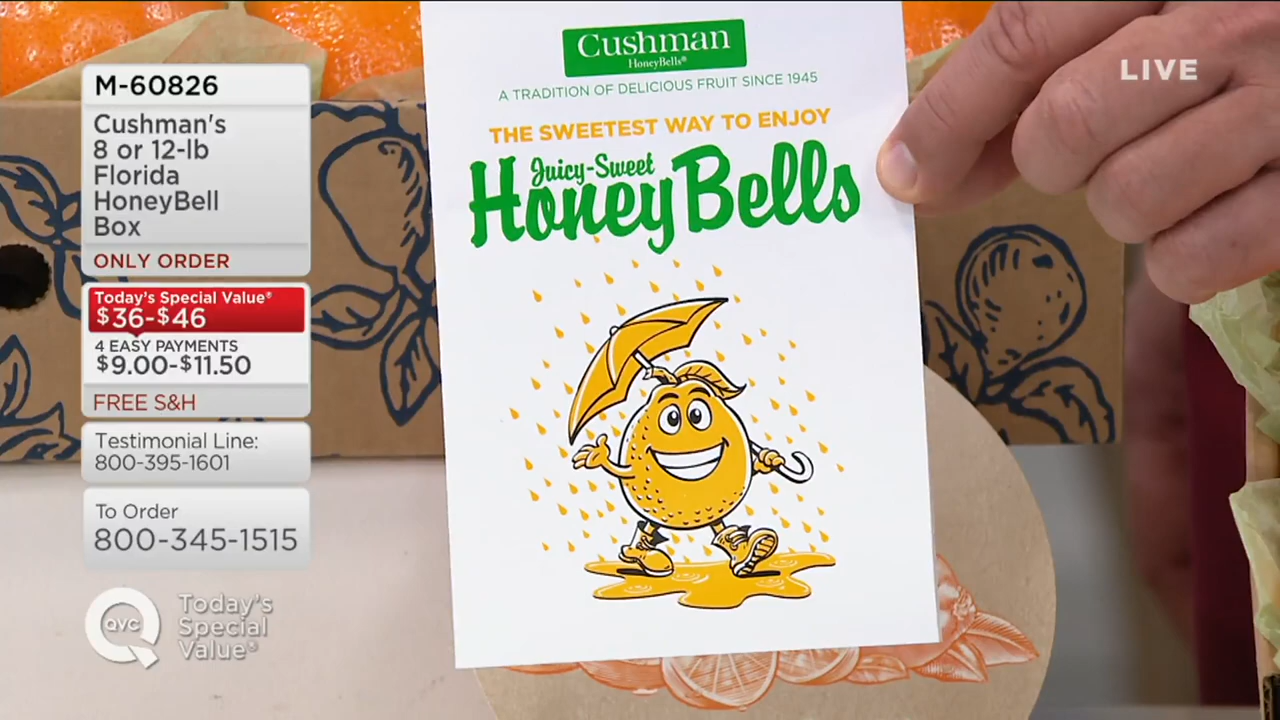 M-60826
Cushman's
8 or 12-lb
Florida
HoneyBell
Box
ONLY ORDER
Today's Special Value®
$36-$46
4 EASY PAYMENTS
$9.00-$11.50
FREE S&H
Testimonial Line:
800-395-1601
To Order
800-345-1515
QVC
Today's
Special
Value®
Cushman
HoneyBells®
A TRADITION OF DELICIOUS FRUIT SINCE 1945
THE SWEETEST WAY TO ENJOY
Juicy-Sweet
HoneyBells
LIVE